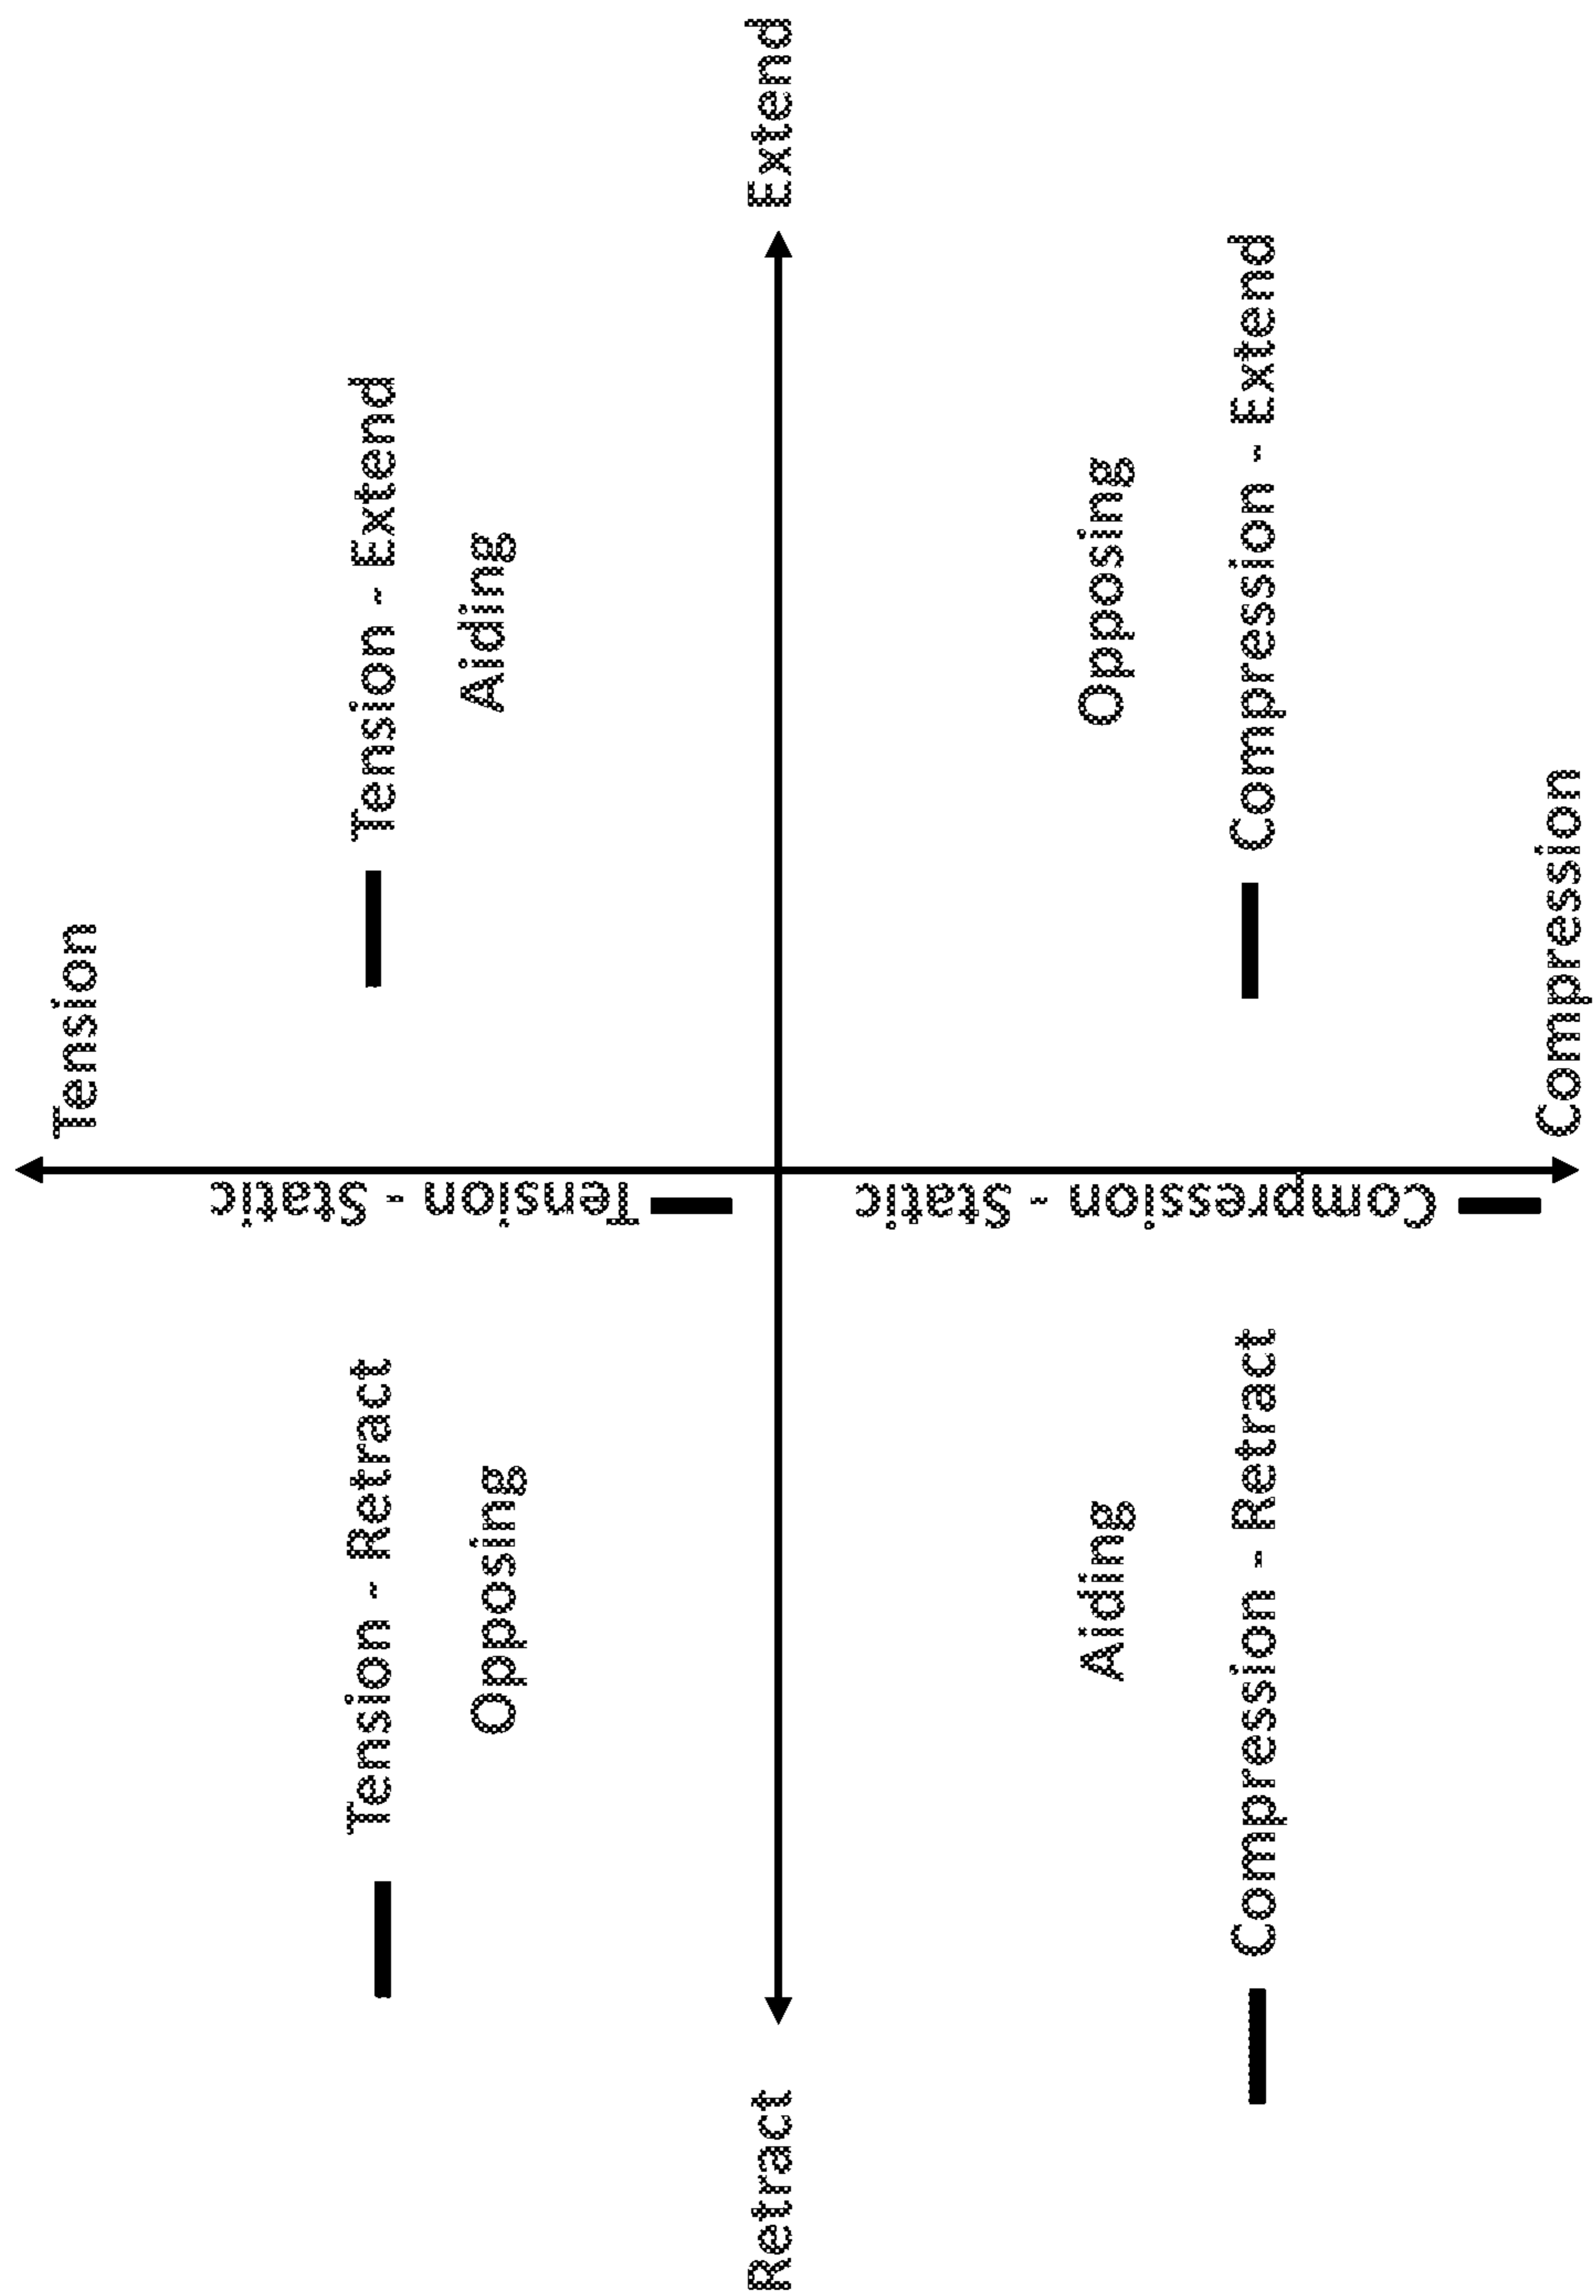 Tension
Tension - Retract
Opposing
Tension - Extend
Aiding
Tension - Static
Retract
Extend
Compression - Static
Aiding
Compression - Retract
Opposing
Compression - Extend
Compression